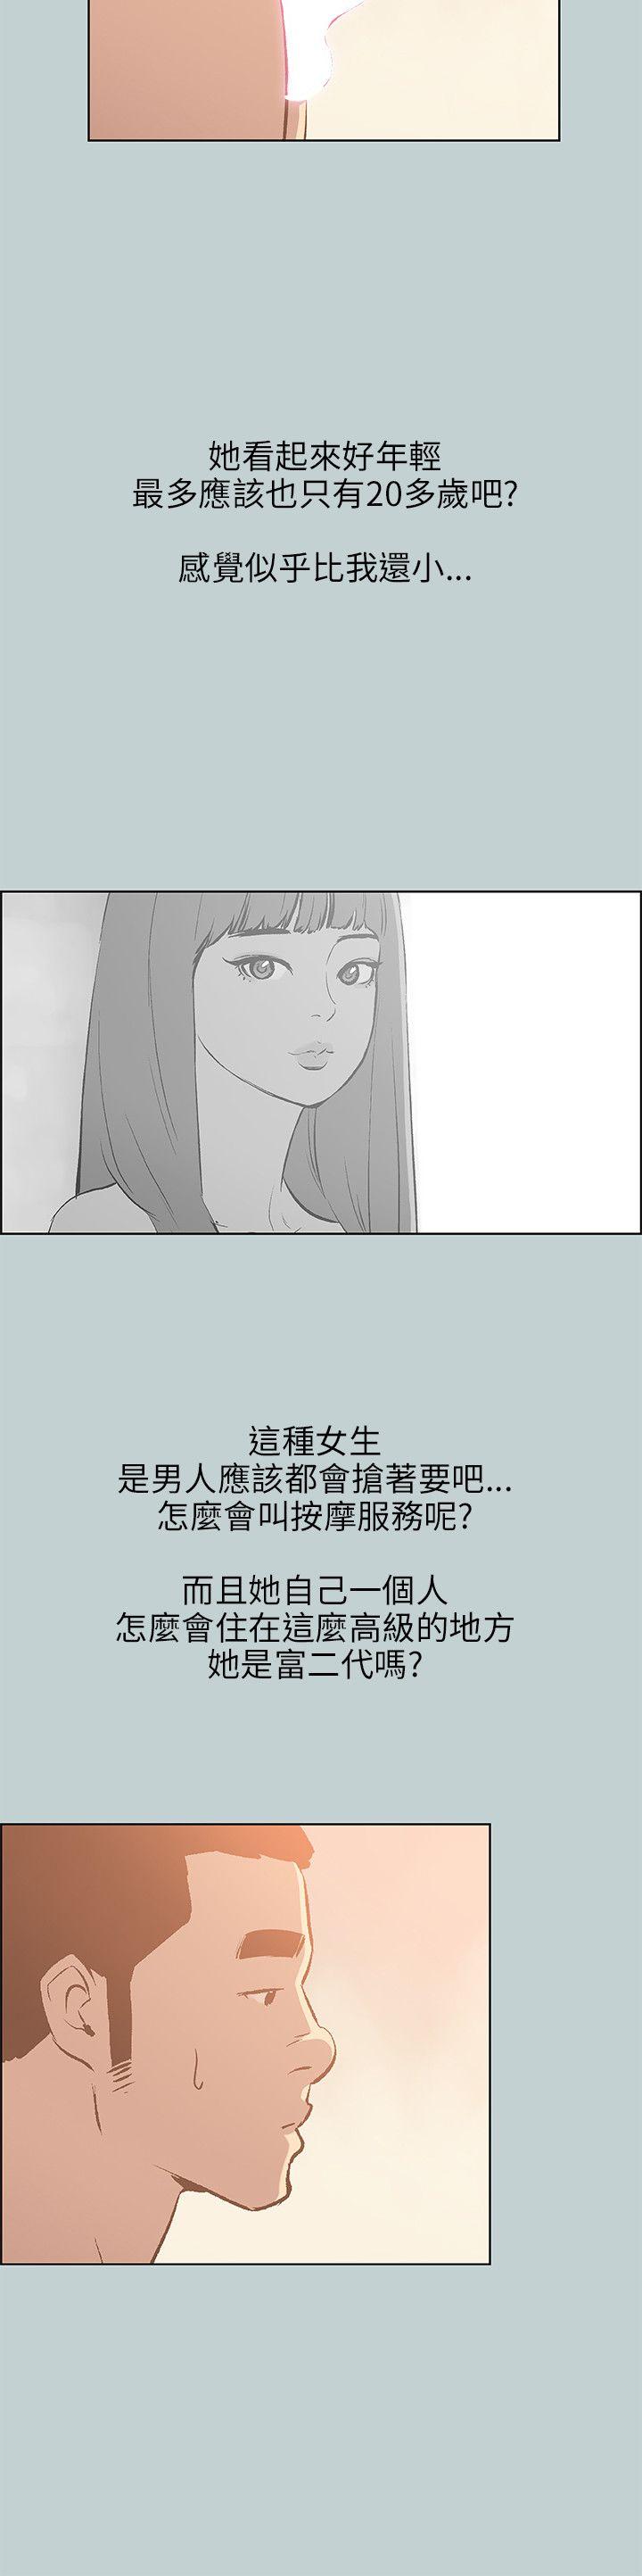 她看起來好年輕
最多應該也只有20多歲吧?
感覺似乎比我還小...
這種女生
是男人應該都會搶著要吧...
怎麼會叫按摩服務呢?
而且她自己一個人
怎麼會住在這麼高級的地方
她是富二代嗎?